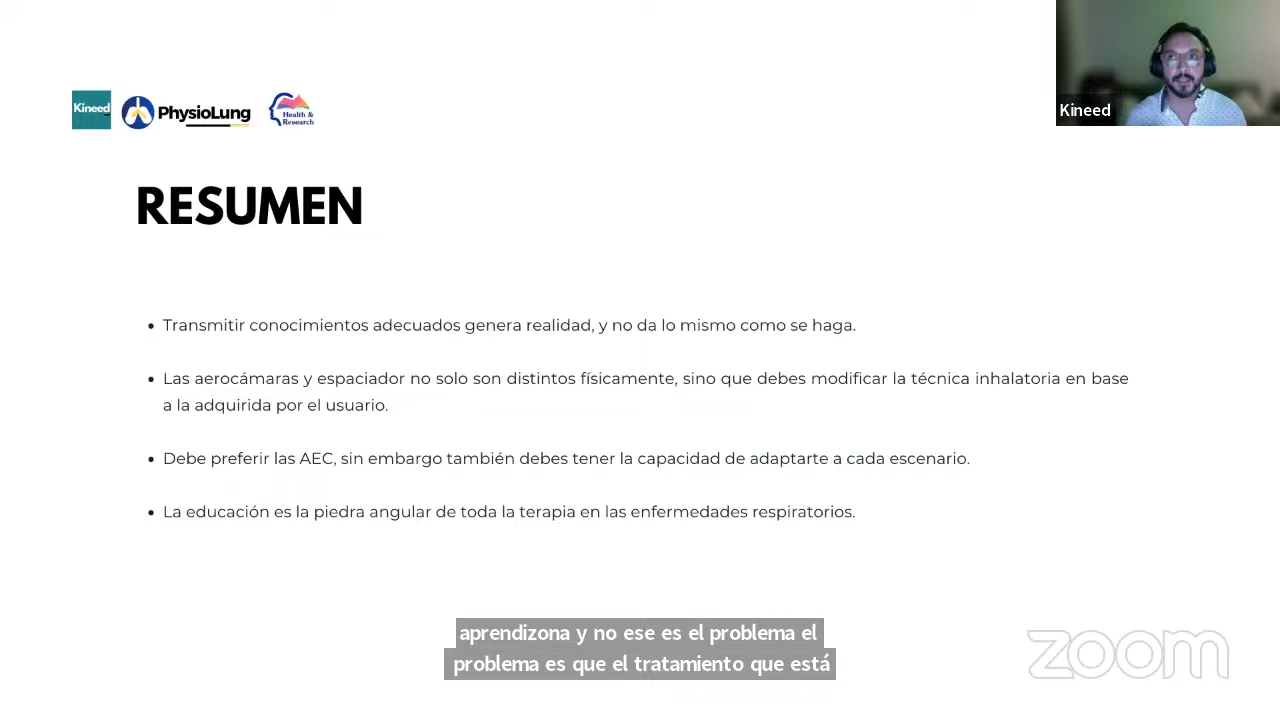 Kineed
PhysioLung
Health &
Research
Kineed
RESUMEN
• Transmitir conocimientos adecuados genera realidad, y no da lo mismo como se haga.
• Las aerocámaras y espaciador no solo son distintos físicamente, sino que debes modificar la técnica inhalatoria en base
a la adquirida por el usuario.
• Debe preferir las AEC, sin embargo también debes tener la capacidad de adaptarte a cada escenario.
• La educación es la piedra angular de toda la terapia en las enfermedades respiratorios.
aprendizona y no ese es el problema el
problema es que el tratamiento que está
zoom